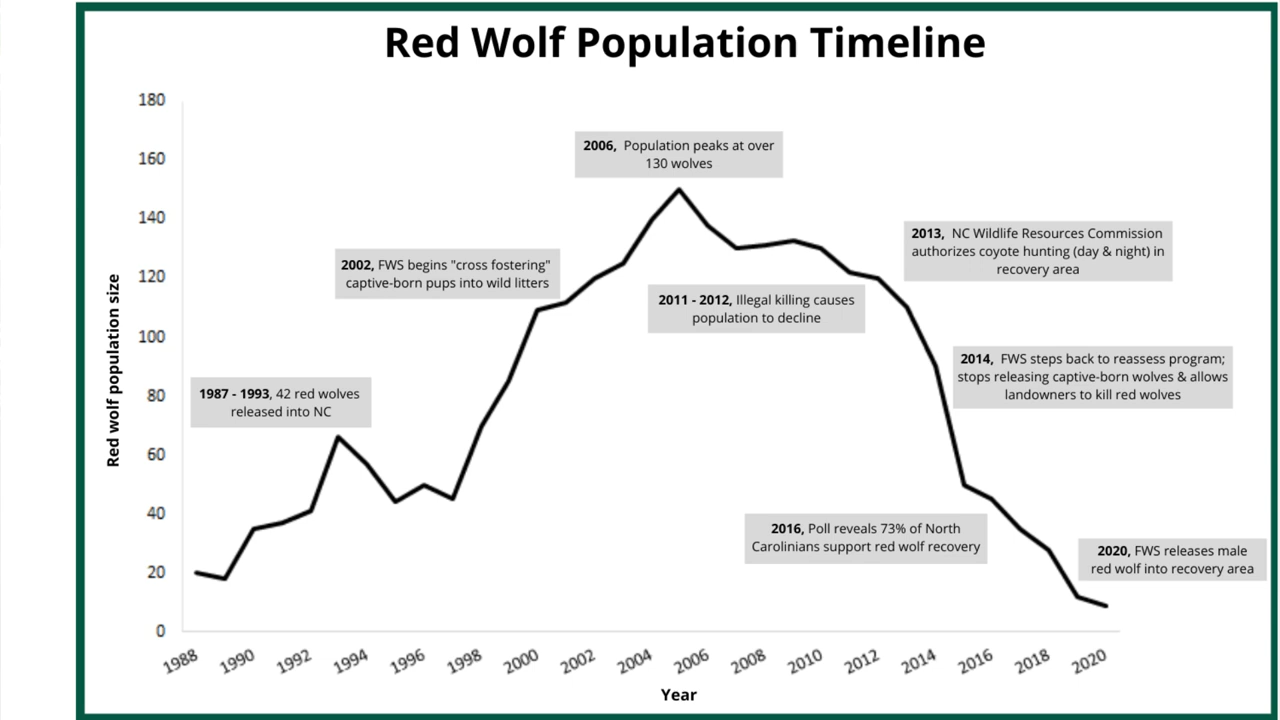 Red Wolf Population Timeline
180
160
140
120
100
80
60
40
20
0
Red wolf population size
2006, Population peaks at over
130 wolves
2013, NC Wildlife Resources Commission
authorizes coyote hunting (day & night) in
recovery area
2002, FWS begins "cross fostering"
captive-born pups into wild litters
2011 - 2012, Illegal killing causes
population to decline
2014, FWS steps back to reassess program;
stops releasing captive-born wolves & allows
landowners to kill red wolves
1987 - 1993, 42 red wolves
released into NC
2016, Poll reveals 73% of North
Carolinians support red wolf recovery
2020, FWS releases male
red wolf into recovery area
1988
1990
1992
1994
1996
1998
2000
2002
2004
2006
2008
2010
2012
2014
2016
2018
2020
Year